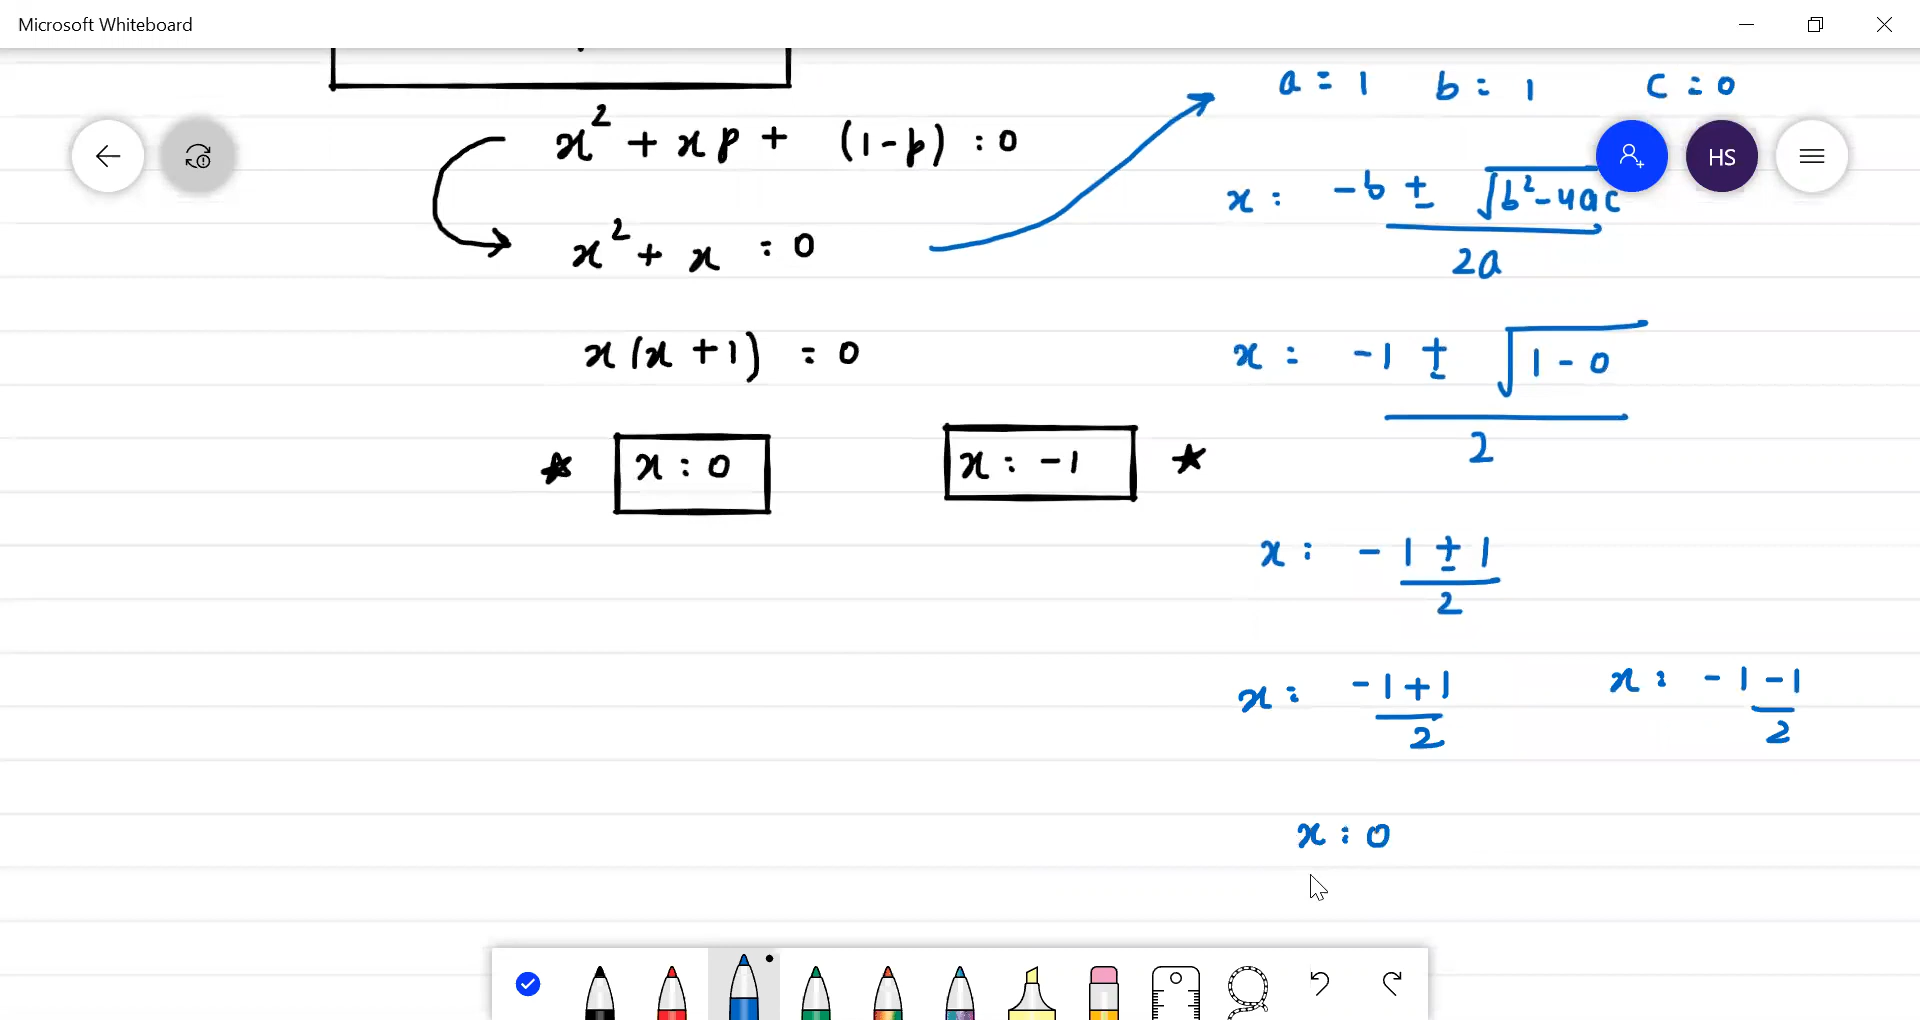 Microsoft Whiteboard
x² + xp + (1-p) = 0
x² + x = 0
x(x+1) = 0
★ x = 0 x = -1 ★
a = 1 b = 1 c = 0
HS
x = -b ± √b²-4ac / 2a
x = -1 ± √1-0 / 2
x = -1 ± 1 / 2
x = -1+1 / 2 x = -1-1 / 2
x = 0